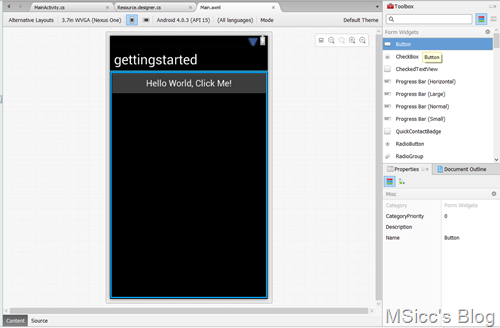 MainActivity.cs
Resource.designer.cs
Main.axml
Toolbox
Alternative Layouts
3.7in WVGA (Nexus One)
Android 4.0.3 (API 15)
(All languages)
Mode
Default Theme
Form Widgets
Button
CheckBox
Button
CheckedTextView
Progress Bar (Horizontal)
Progress Bar (Large)
Progress Bar (Normal)
Progress Bar (Small)
QuickContactBadge
RadioButton
RadioGroup
gettingstarted
Hello World, Click Me!
Properties
Document Outline
Misc
Category Form Widgets
CategoryPriority 0
Description
Name Button
Content
Source
MSicc's Blog